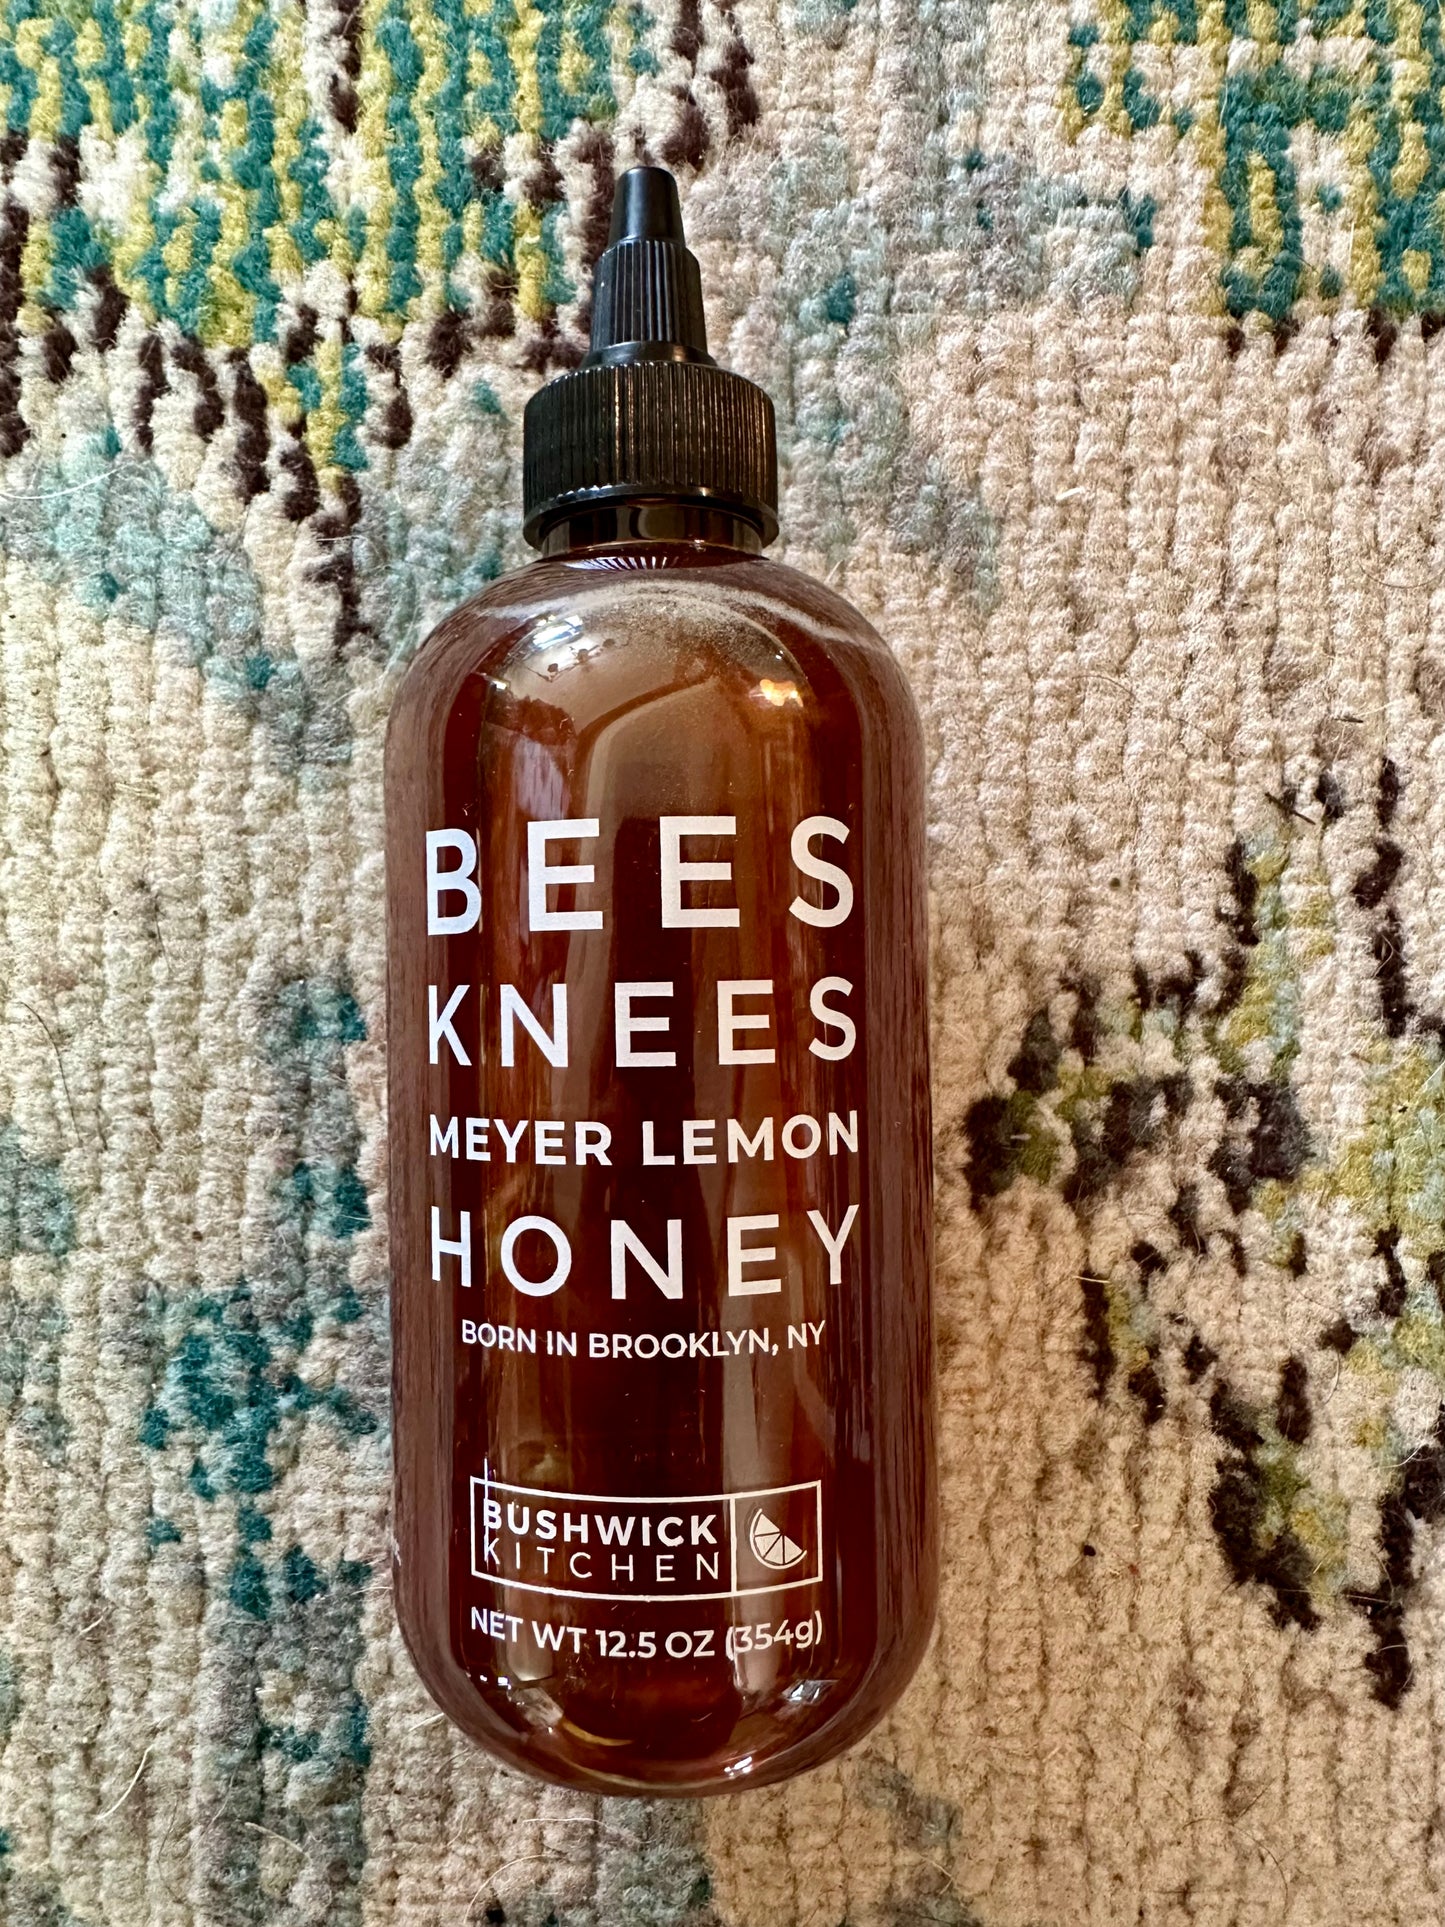 BEES
KNEES
MEYER LEMON
HONEY
BORN IN BROOKLYN, NY
BUSHWICK
KITCHEN
NET WT 12.5 OZ (354g)